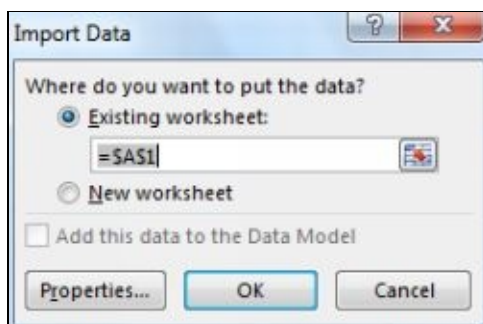 Import Data
?
Where do you want to put the data?
Existing worksheet:
=$A$1
New worksheet
Add this data to the Data Model
Properties... OK Cancel